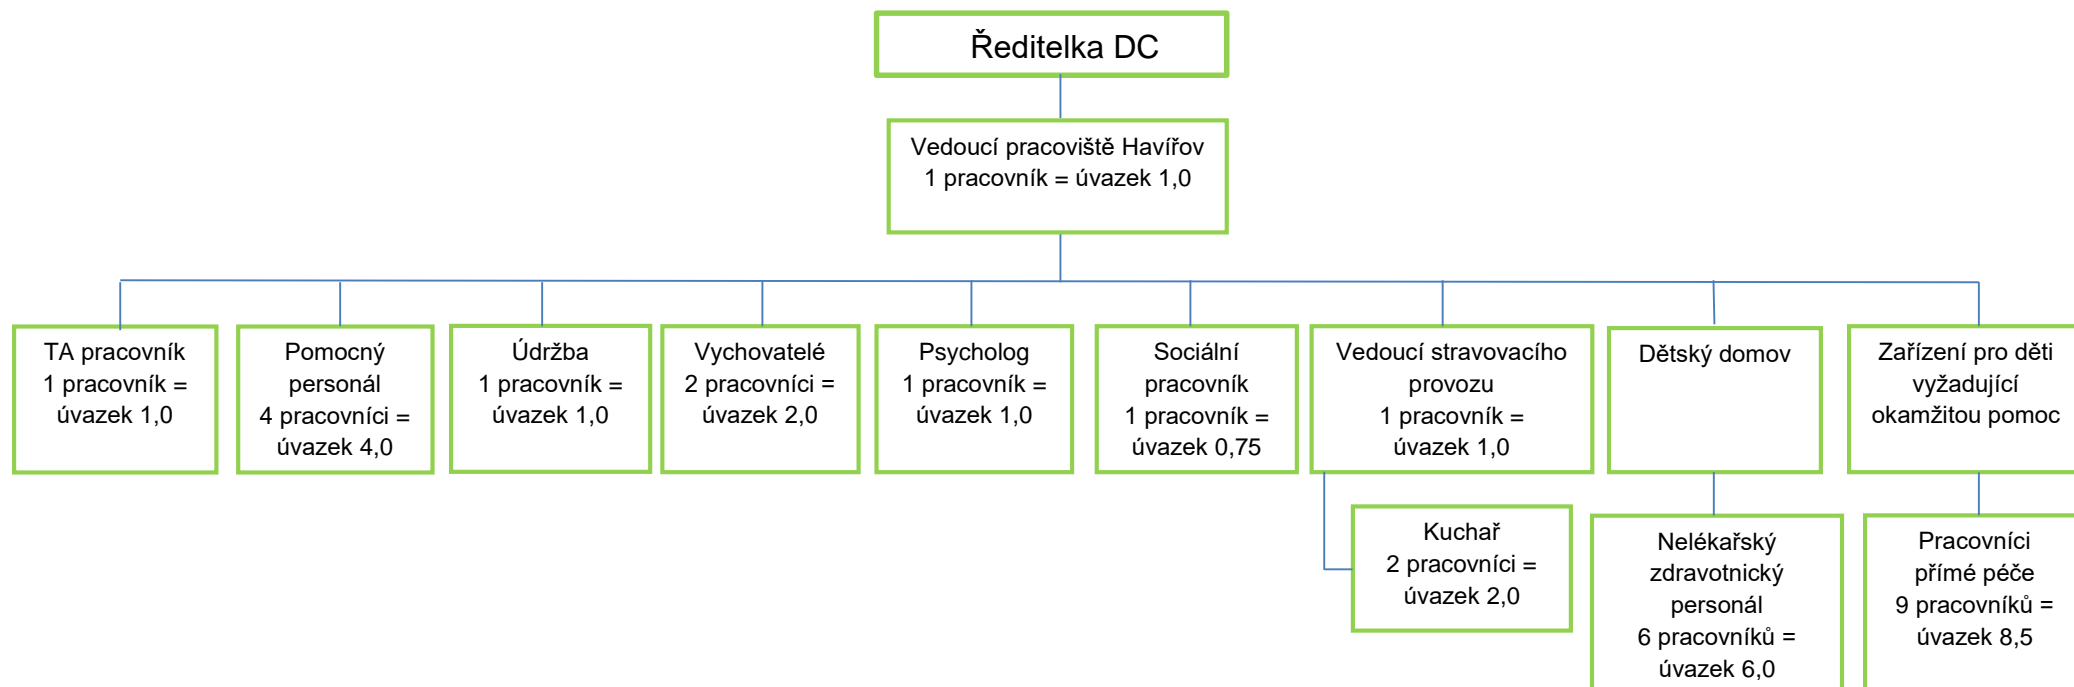 Ředitelka DC
Vedoucí pracoviště Havířov
1 pracovník = úvazek 1,0
TA pracovník
1 pracovník =
úvazek 1,0
Pomocný
personál
4 pracovníci =
úvazek 4,0
Údržba
1 pracovník =
úvazek 1,0
Vychovatelé
2 pracovníci =
úvazek 2,0
Psycholog
1 pracovník =
úvazek 1,0
Sociální
pracovník
1 pracovník =
úvazek 0,75
Vedoucí stravovacího
provozu
1 pracovník =
úvazek 1,0
Dětský domov
Zařízení pro děti
vyžadující
okamžitou pomoc
Kuchař
2 pracovníci =
úvazek 2,0
Nelékařský
zdravotnický
personál
6 pracovníků =
úvazek 6,0
Pracovníci
přímé péče
9 pracovníků =
úvazek 8,5